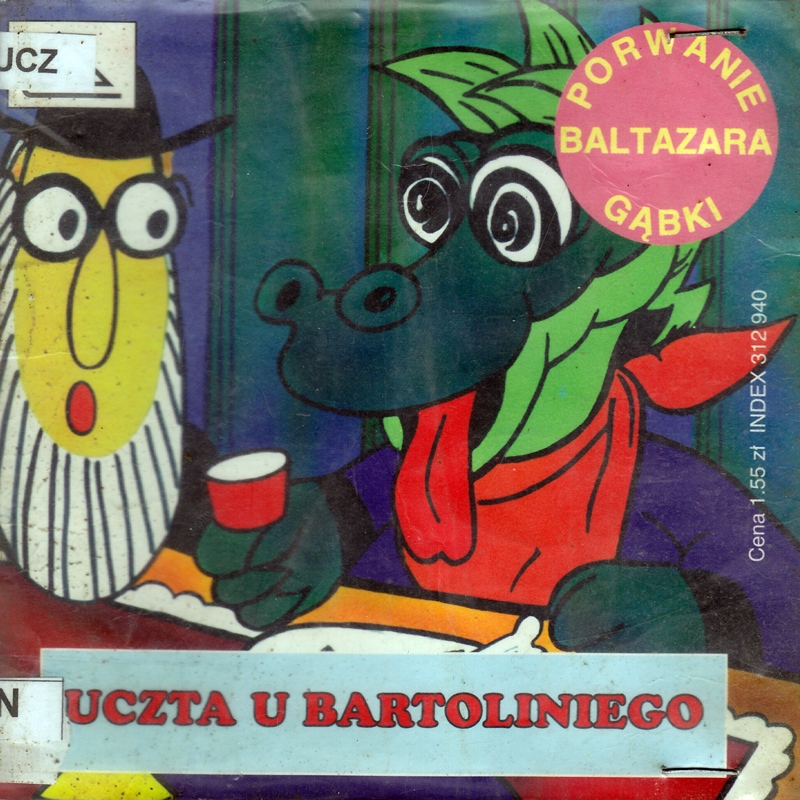 UCZ
PORWANIE
BALTAZARA
GĄBKI
Cena 1.55 zł INDEX 312 940
N
UCZTA U BARTOLINIEGO